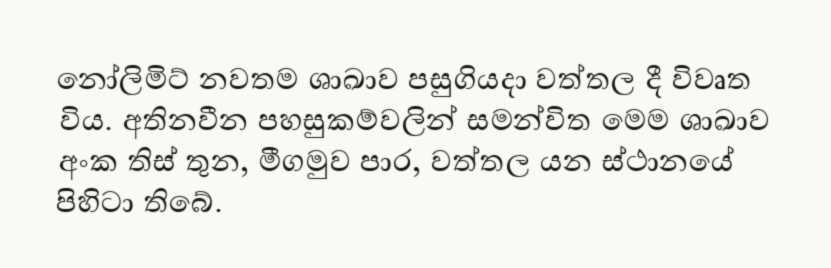 නෝලිමිට් නවතම ශාඛාව පසුගියදා වත්තල දී විවෘත
විය. අතිනවීන පහසුකම්වලින් සමන්විත මෙම ශාඛාව
අංක තිස් තුන, මීගමුව පාර, වත්තල යන ස්ථානයේ
පිහිටා තිබේ.